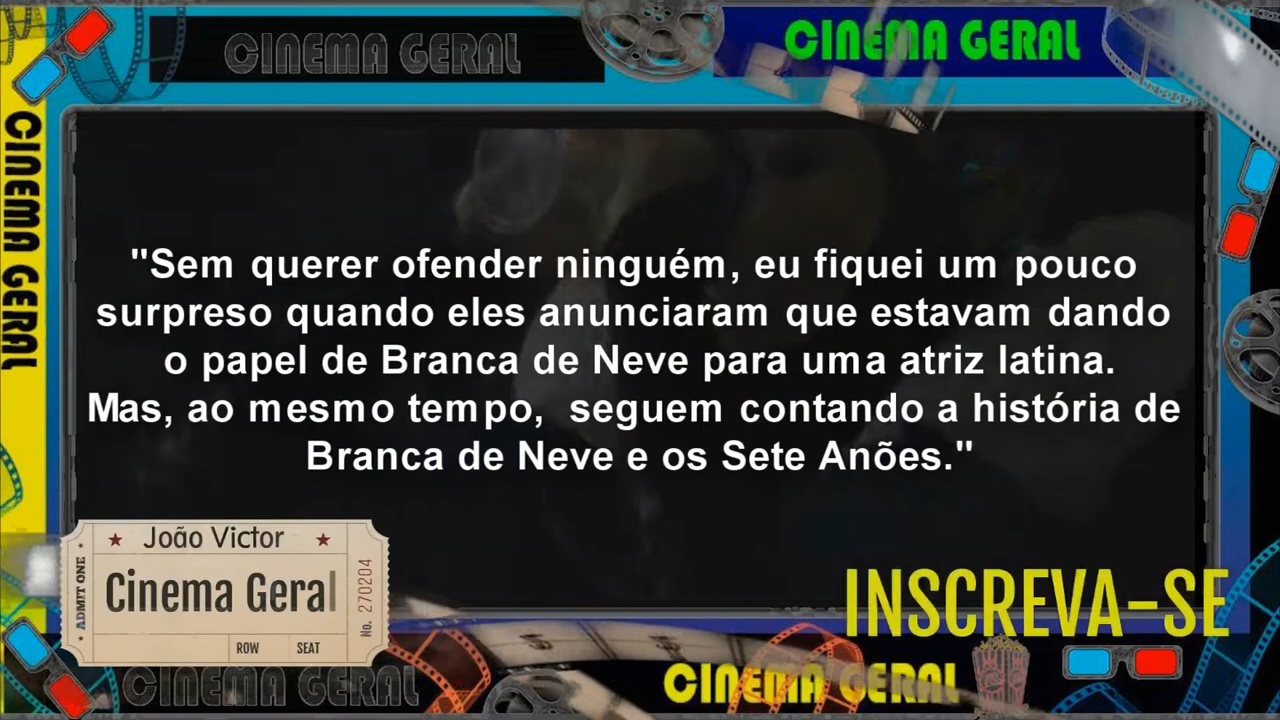 CINEMA GERAL
CINEMA GERAL
CINEMA GERAL
"Sem querer ofender ninguém, eu fiquei um pouco
surpreso quando eles anunciaram que estavam dando
o papel de Branca de Neve para uma atriz latina.
Mas, ao mesmo tempo, seguem contando a história de
Branca de Neve e os Sete Anões."
João Victor
ADMIT ONE
Cinema Geral
No. 270204
ROW
SEAT
INSCREVA-SE
CINEMA GERAL
CINEMA GERAL